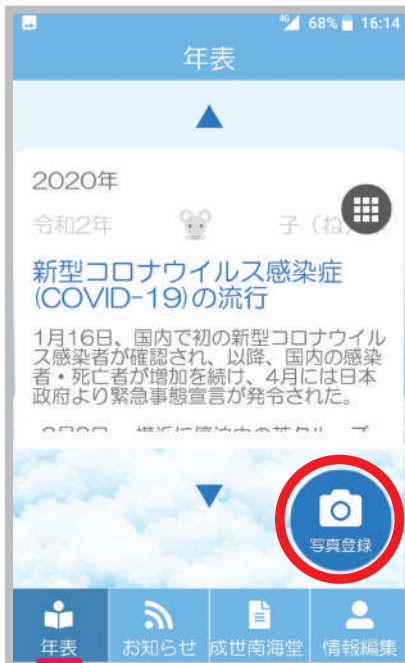 4G 68% 16:14
年表
2020年
令和2年 子(ね)
新型コロナウイルス感染症
(COVID-19)の流行
1月16日、国内で初の新型コロナウイル
ス感染者が確認され、以降、国内の感染
者・死亡者が増加を続け、4月には日本
政府より緊急事態宣言が発令された。
写真登録
年表 お知らせ 成世南海堂 情報編集